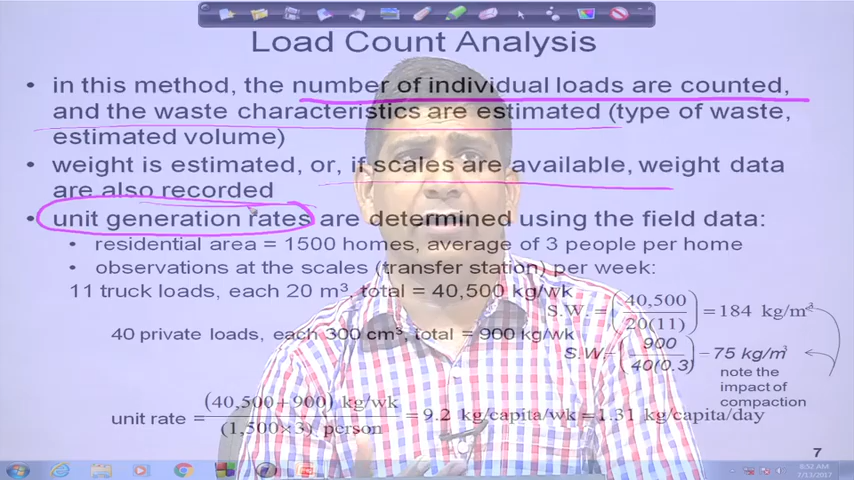 Load Count Analysis
• in this method, the number of individual loads are counted,
and the waste characteristics are estimated (type of waste,
estimated volume)
• weight is estimated, or, if scales are available, weight data
are also recorded
• unit generation rates are determined using the field data:
• residential area = 1500 homes, average of 3 people per home
• observations at the scales (transfer station) per week:
11 truck loads, each 20 m³, total = 40,500 kg/wk
S.W. = (40,500 / 20(11)) = 184 kg/m³
40 private loads, each 300 cm³, total = 900 kg/wk
S.W. = (900 / 40(0.3)) = 75 kg/m³
note the
impact of
compaction
unit rate = (40,500+900) kg/wk / (1,500×3) person = 9.2 kg/capita/wk = 1.31 kg/capita/day
7
8:52 AM
7/13/2017